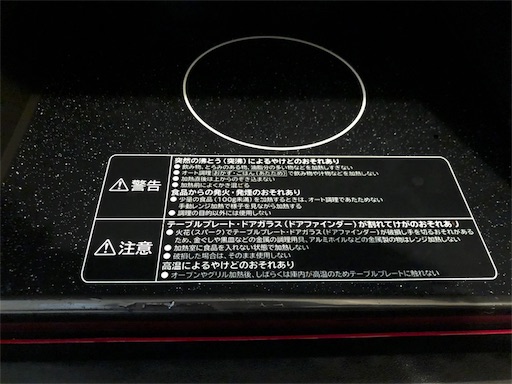 警告
突然の沸とう(突沸)によるやけどのおそれあり
●飲み物、とろみのある物、油脂分の多い物などを加熱しすぎない
●オート調理(おかず・ごはん(あたため))で飲み物や汁物などを加熱しない
●加熱直後は上からのぞき込まない
●加熱前によくかき混ぜる
食品からの発火・発煙のおそれあり
●少量の食品(100g未満)を加熱するときは、オート調理であたためない
手動レンジ加熱で様子を見ながら加熱する
●調理の目的以外には使用しない
注意
テーブルプレート・ドアガラス(ドアファインダー)が割れてけがのおそれあり
●火花(スパーク)でテーブルプレート・ドアガラス(ドアファインダー)が破損し手を切るおそれがある
ため、金ぐしや黒皿などの金属の調理用具、アルミホイルなどの金属製の物はレンジ加熱しない
●加熱室に食品を入れない状態で加熱しない
●破損した場合は、そのまま使用しない
高温によるやけどのおそれあり
●オーブンやグリル加熱後、しばらくは庫内が高温のためテーブルプレートに触れない